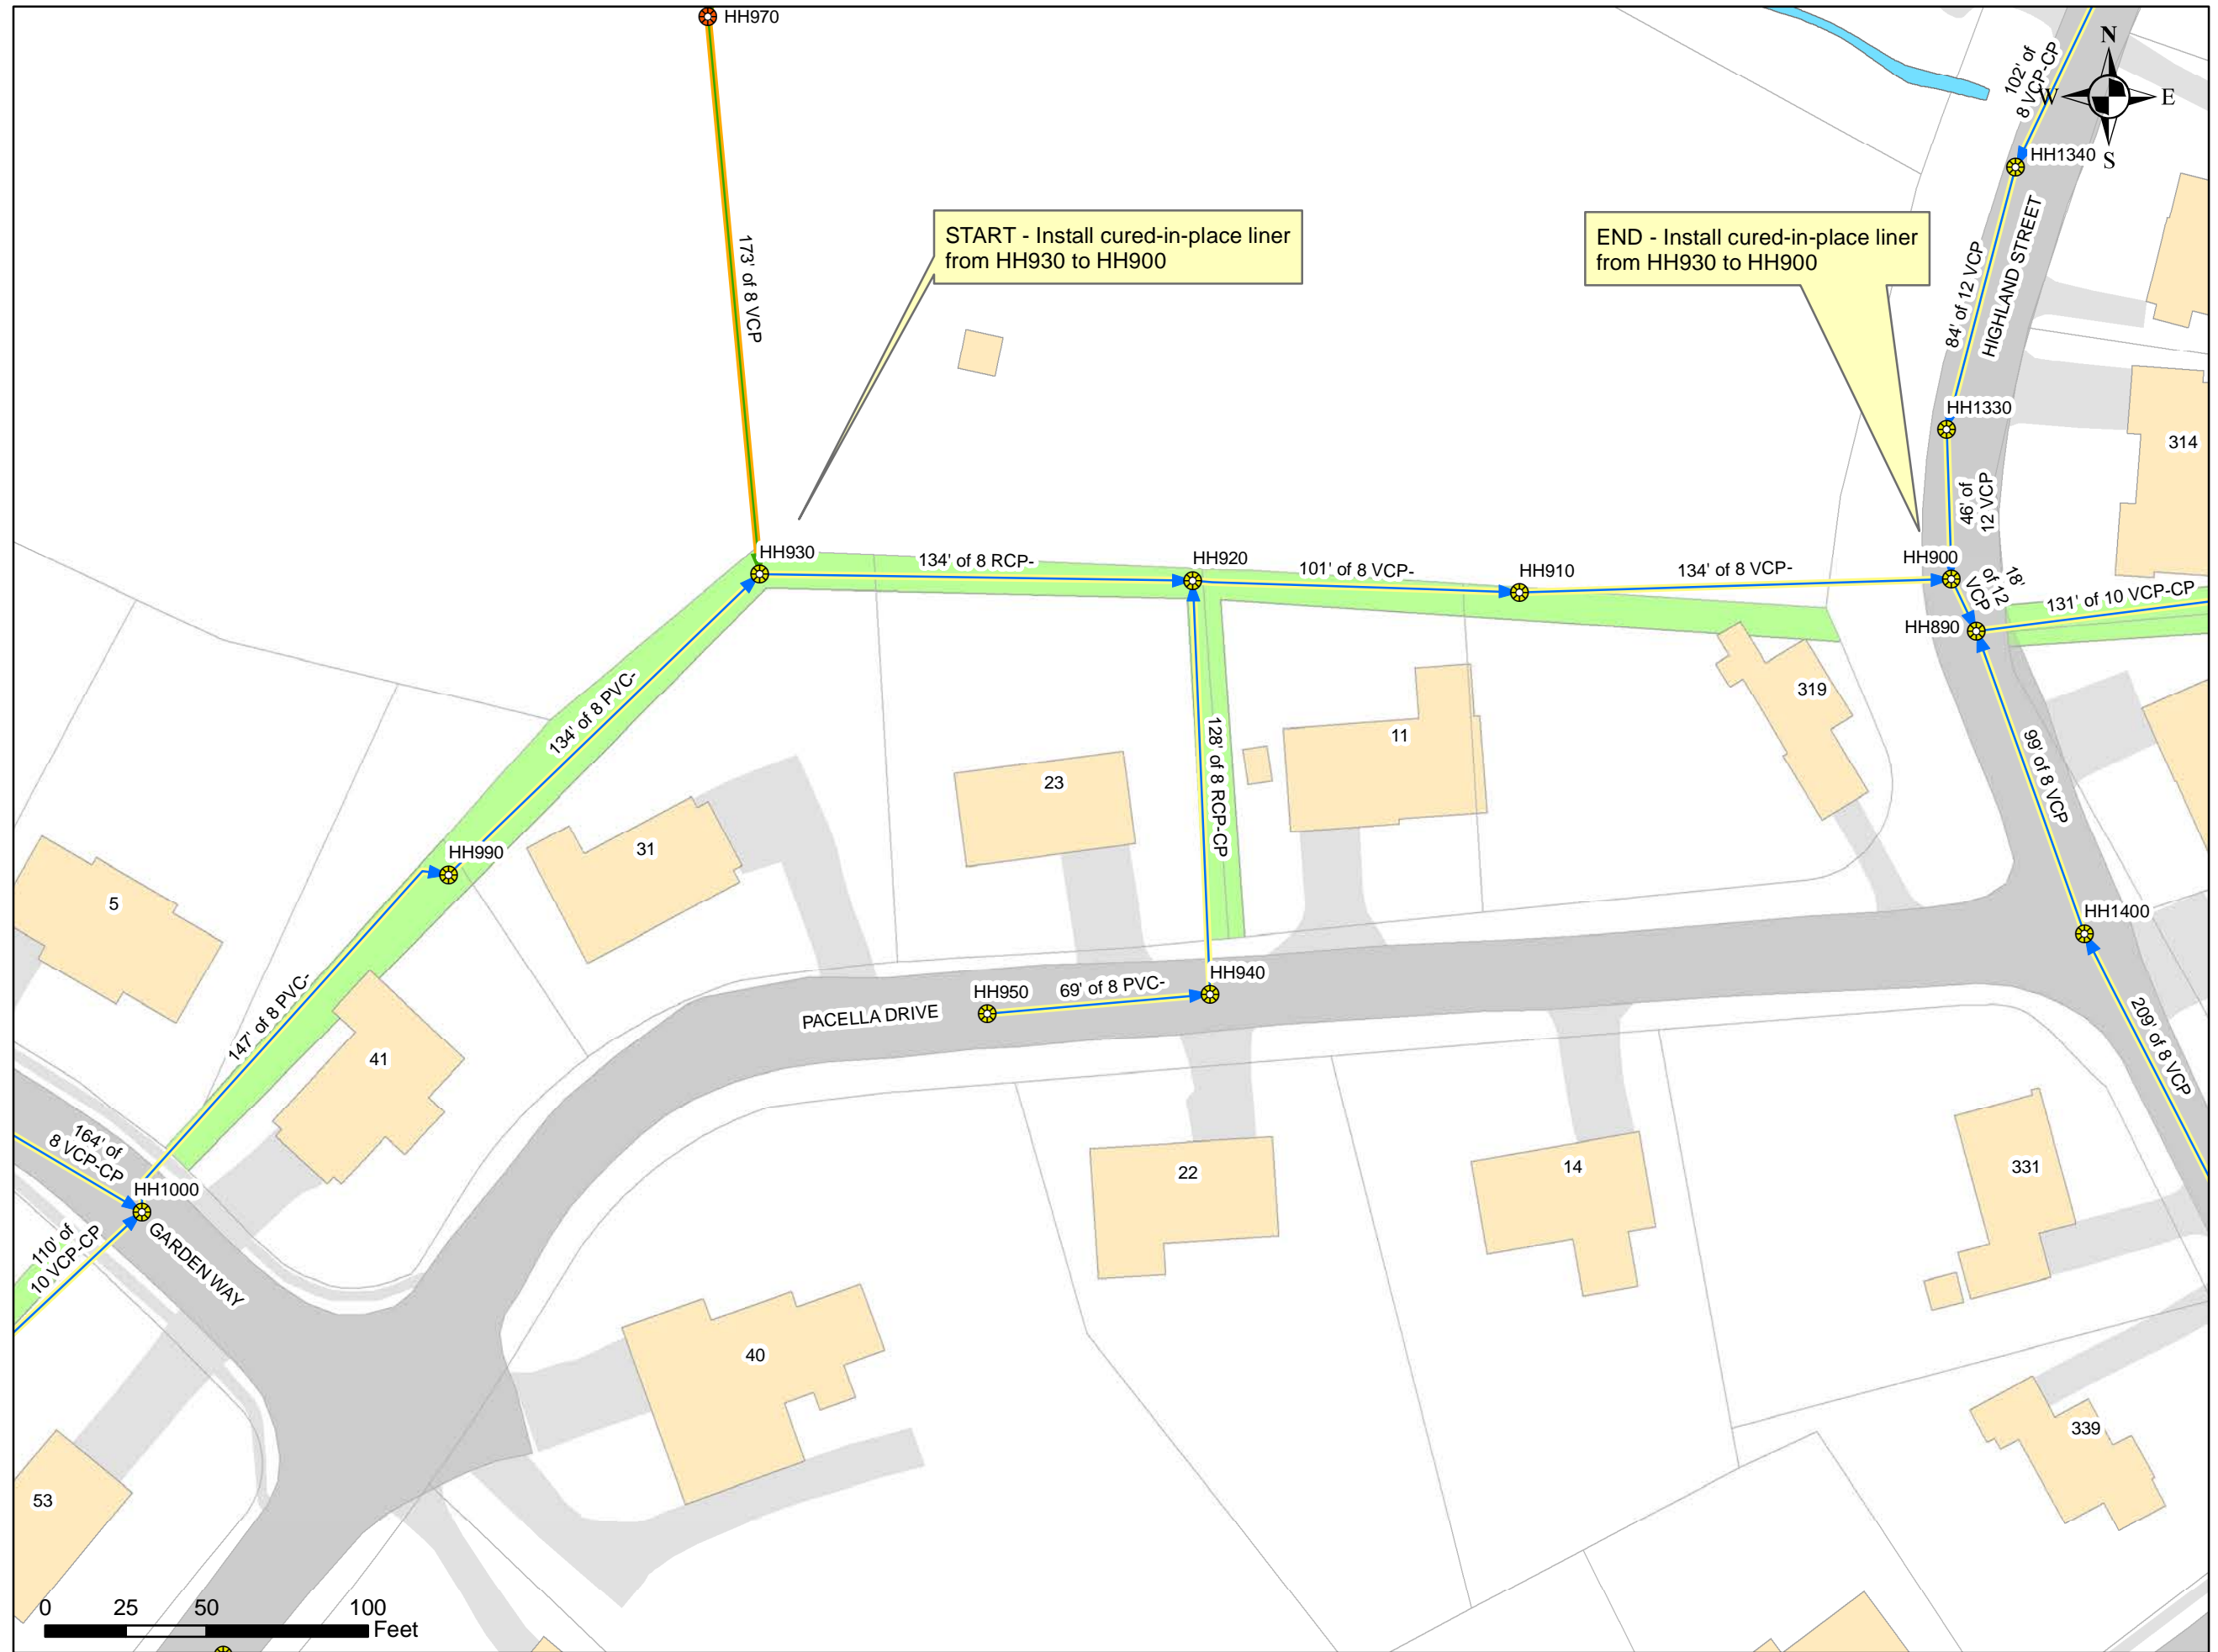 HH970
N
W
E
S
102' of
8 VCP-CP
HH1340
START - Install cured-in-place liner
from HH930 to HH900
END - Install cured-in-place liner
from HH930 to HH900
173' of 8 VCP
84' of 12 VCP
HIGHLAND STREET
HH1330
314
46' of
12 VCP
HH930
134' of 8 RCP-
HH920
101' of 8 VCP-
HH910
134' of 8 VCP-
HH900
18'
of 12
VCP
131' of 10 VCP-CP
HH890
134' of 8 PVC-
319
11
128' of 8 RCP-CP
23
99' of 8 VCP
HH990
31
5
HH1400
HH940
HH950
69' of 8 PVC-
PACELLA DRIVE
147' of 8 PVC-
41
209' of 8 VCP
164' of
8 VCP-CP
HH1000
22
14
331
110' of
10 VCP-CP
GARDEN WAY
40
339
53
0 25 50 100
Feet